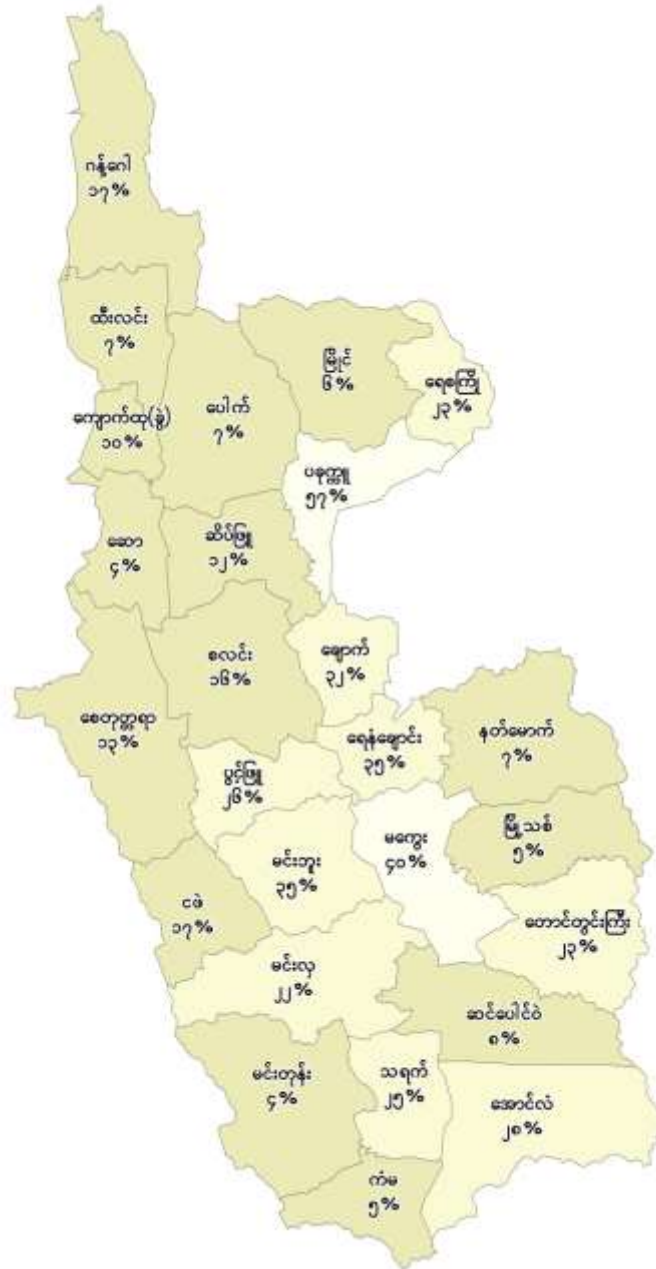 ဂန့်ဂေါ
၁၇%
ထီးလင်း
၇%
မြိုင်
၆%
ရေစကြို
၂၃%
ကျောက်ထု(ခွဲ)
၁၀%
ပေါက်
၇%
ပခုက္ကူ
၅၇%
ဆော
၄%
ဆိပ်ဖြူ
၁၂%
စလင်း
၁၆%
ချောက်
၃၂%
စေတုတ္တရာ
၁၃%
ရေနံချောင်း
၃၅%
နတ်မောက်
၇%
ပွင့်ဖြူ
၂၆%
မကွေး
၄၀%
မြို့သစ်
၅%
မင်းဘူး
၃၅%
ငဖဲ
၁၇%
တောင်တွင်းကြီး
၂၃%
မင်းလှ
၂၂%
ဆင်ပေါင်ဝဲ
၈%
မင်းတုန်း
၄%
သရက်
၂၅%
အောင်လံ
၂၈%
ကံမ
၅%